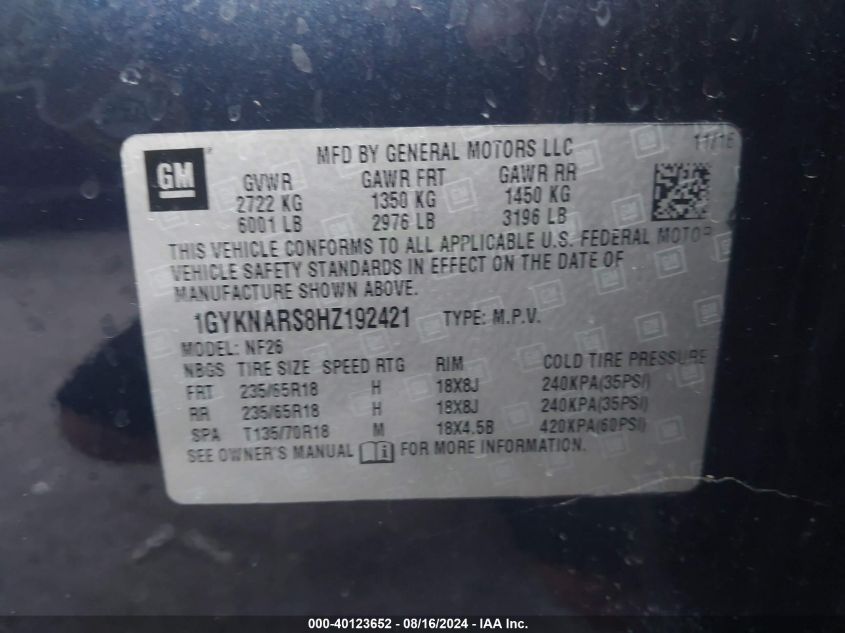 GM
MFD BY GENERAL MOTORS LLC
11/16
GVWR GAWR FRT GAWR RR
2722 KG 1350 KG 1450 KG
6001 LB 2976 LB 3196 LB
THIS VEHICLE CONFORMS TO ALL APPLICABLE U.S. FEDERAL MOTOR
VEHICLE SAFETY STANDARDS IN EFFECT ON THE DATE OF
MANUFACTURE SHOWN ABOVE.
1GYKNARS8HZ192421 TYPE: M.P.V.
MODEL: NF26
NBGS TIRE SIZE SPEED RTG RIM COLD TIRE PRESSURE
FRT 235/65R18 H 18X8J 240KPA(35PSI)
RR 235/65R18 H 18X8J 240KPA(35PSI)
SPA T135/70R18 M 18X4.5B 420KPA(60PSI)
SEE OWNER'S MANUAL i FOR MORE INFORMATION.
000-40123652 - 08/16/2024 - IAA Inc.